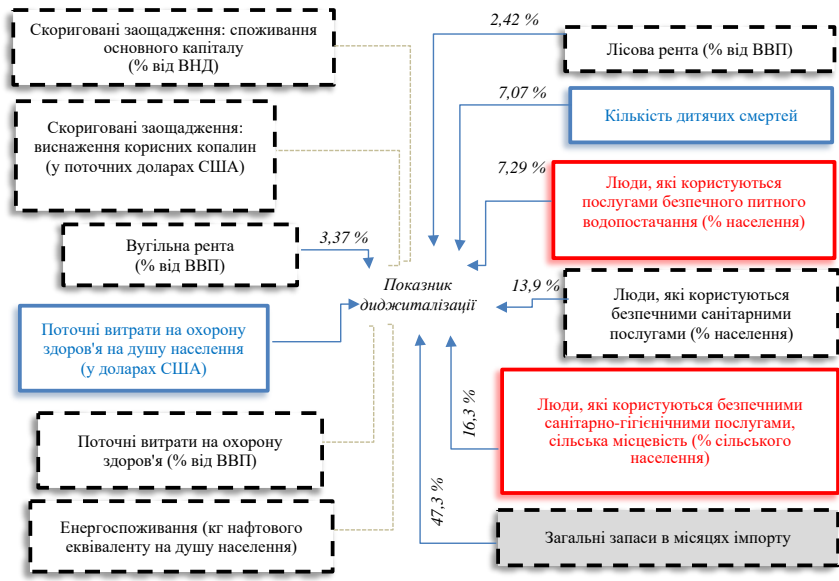 Скориговані заощадження: споживання
основного капіталу
(% від ВНД)
Скориговані заощадження:
виснаження корисних копалин
(у поточних доларах США)
Вугільна рента
(% від ВВП)
3,37 %
Поточні витрати на охорону
здоров'я на душу населення
(у доларах США)
Поточні витрати на охорону
здоров'я (% від ВВП)
Енергоспоживання (кг нафтового
еквіваленту на душу населення)
Показник
диджиталізації
2,42 %
Лісова рента (% від ВВП)
7,07 %
Кількість дитячих смертей
7,29 %
Люди, які користуються
послугами безпечного питного
водопостачання (% населення)
13,9 %
Люди, які користуються
безпечними санітарними
послугами (% населення)
16,3 %
Люди, які користуються безпечними
санітарно-гігієнічними послугами,
сільська місцевість (% сільського
населення)
47,3 %
Загальні запаси в місяцях імпорту